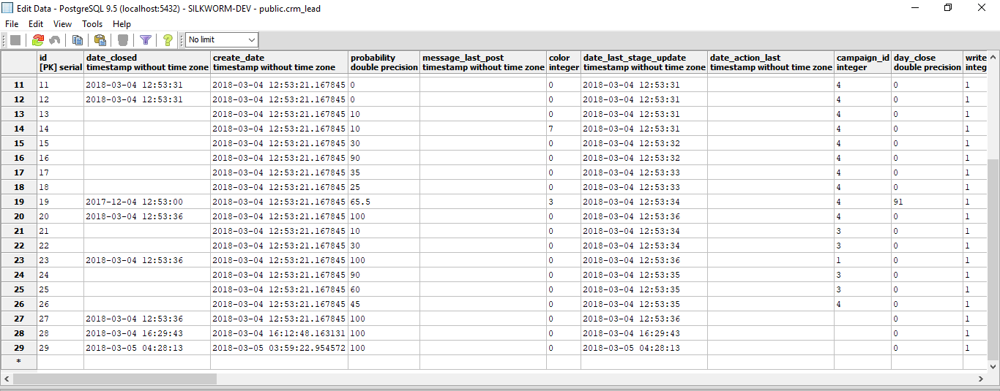 Edit Data - PostgreSQL 9.5 (localhost:5432) - SILKWORM-DEV - public.crm_lead
File Edit View Tools Help
No limit
id date_closed create_date probability message_last_post color date_last_stage_update date_action_last campaign_id day_close write
[PK] serial timestamp without time zone timestamp without time zone double precision timestamp without time zone integer timestamp without time zone timestamp without time zone integer double precision integ
11 11 2018-03-04 12:53:31 2018-03-04 12:53:21.167845 0 0 2018-03-04 12:53:31 4 0 1
12 12 2018-03-04 12:53:31 2018-03-04 12:53:21.167845 0 0 2018-03-04 12:53:31 4 0 1
13 13 2018-03-04 12:53:21.167845 10 0 2018-03-04 12:53:31 4 0 1
14 14 2018-03-04 12:53:21.167845 10 7 2018-03-04 12:53:31 4 0 1
15 15 2018-03-04 12:53:21.167845 30 0 2018-03-04 12:53:32 4 0 1
16 16 2018-03-04 12:53:21.167845 90 0 2018-03-04 12:53:32 4 0 1
17 17 2018-03-04 12:53:21.167845 35 0 2018-03-04 12:53:33 4 0 1
18 18 2018-03-04 12:53:21.167845 25 0 2018-03-04 12:53:33 4 0 1
19 19 2017-12-04 12:53:00 2018-03-04 12:53:21.167845 65.5 3 2018-03-04 12:53:34 4 91 1
20 20 2018-03-04 12:53:36 2018-03-04 12:53:21.167845 100 0 2018-03-04 12:53:36 4 0 1
21 21 2018-03-04 12:53:21.167845 10 0 2018-03-04 12:53:34 3 0 1
22 22 2018-03-04 12:53:21.167845 30 0 2018-03-04 12:53:34 3 0 1
23 23 2018-03-04 12:53:36 2018-03-04 12:53:21.167845 100 0 2018-03-04 12:53:36 1 0 1
24 24 2018-03-04 12:53:21.167845 90 0 2018-03-04 12:53:35 3 0 1
25 25 2018-03-04 12:53:21.167845 60 0 2018-03-04 12:53:35 3 0 1
26 26 2018-03-04 12:53:21.167845 45 0 2018-03-04 12:53:35 4 0 1
27 27 2018-03-04 12:53:36 2018-03-04 12:53:21.167845 100 0 2018-03-04 12:53:36 0 1
28 28 2018-03-04 16:29:43 2018-03-04 16:12:48.163131 100 0 2018-03-04 16:29:43 0 1
29 29 2018-03-05 04:28:13 2018-03-05 03:59:22.954572 100 0 2018-03-05 04:28:13 0 1
*